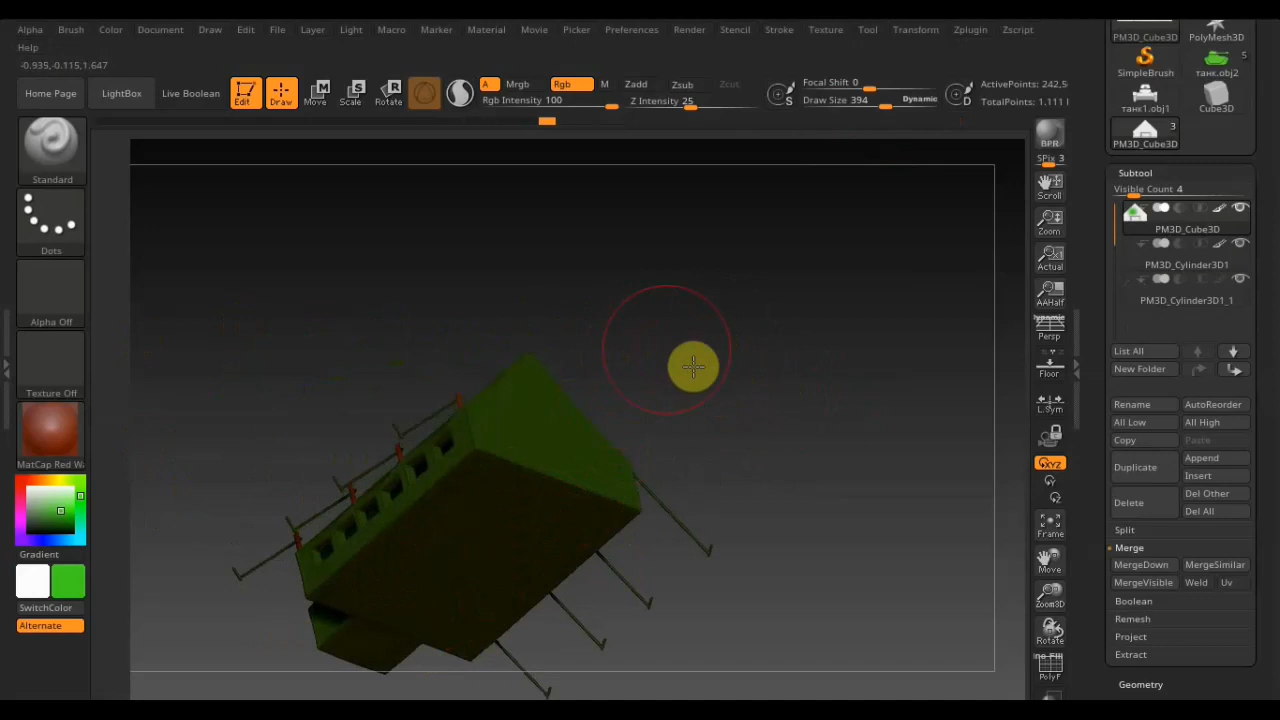 Alpha Brush Color Document Draw Edit File Layer Light Macro Marker Material Movie Picker Preferences Render Stencil Stroke Texture Tool Transform Zplugin Zscript
Help
-0.935,-0.115,1.647
Home Page LightBox Live Boolean Edit Draw Move Scale Rotate
A Mrgb Rgb M Zadd Zsub Zcut
Rgb Intensity 100 Z Intensity 25
Focal Shift 0
Draw Size 394 Dynamic
S D
ActivePoints: 242,5
TotalPoints: 1.111
Standard
Dots
Alpha Off
Texture Off
MatCap Red W
Gradient
SwitchColor
Alternate
BPR
SPix 3
Scroll
Zoom
Actual
AAHalf
Dynamic
Persp
Floor
L.Sym
XYZ
Frame
Move
Zoom3D
Rotate
PolyF
PM3D_Cube3D PolyMesh3D
SimpleBrush танк.obj2 5
танк1.obj1 Cube3D
PM3D_Cube3D 3
Subtool
Visible Count 4
PM3D_Cube3D
PM3D_Cylinder3D1
PM3D_Cylinder3D1_1
List All
New Folder
Rename AutoReorder
All Low All High
Copy Paste
Duplicate Append
Insert
Delete Del Other
Del All
Split
Merge
MergeDown MergeSimilar
MergeVisible Weld Uv
Boolean
Remesh
Project
Extract
Geometry